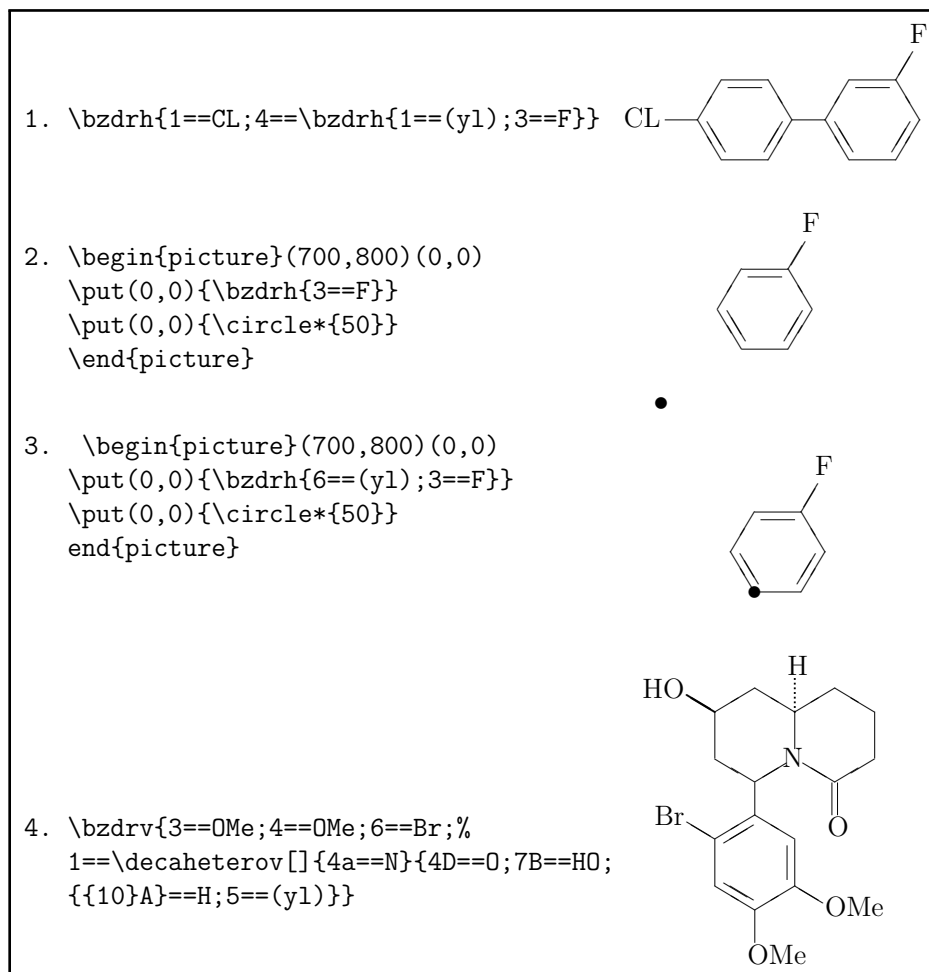 F
1. \bzdrh{1==CL;4==\bzdrh{1==(yl);3==F}} CL
F
2. \begin{picture}(700,800)(0,0)
\put(0,0){\bzdrh{3==F}}
\put(0,0){\circle*{50}}
\end{picture}
3. \begin{picture}(700,800)(0,0)
\put(0,0){\bzdrh{6==(yl);3==F}}
F
\put(0,0){\circle*{50}}
end{picture}
H
HO
N
Br
O
4. \bzdrv{3==OMe;4==OMe;6==Br;%
1==\decaheterov[]{4a==N}{4D==O;7B==HO;
{{10}A}==H;5==(yl)}}
OMe
OMe